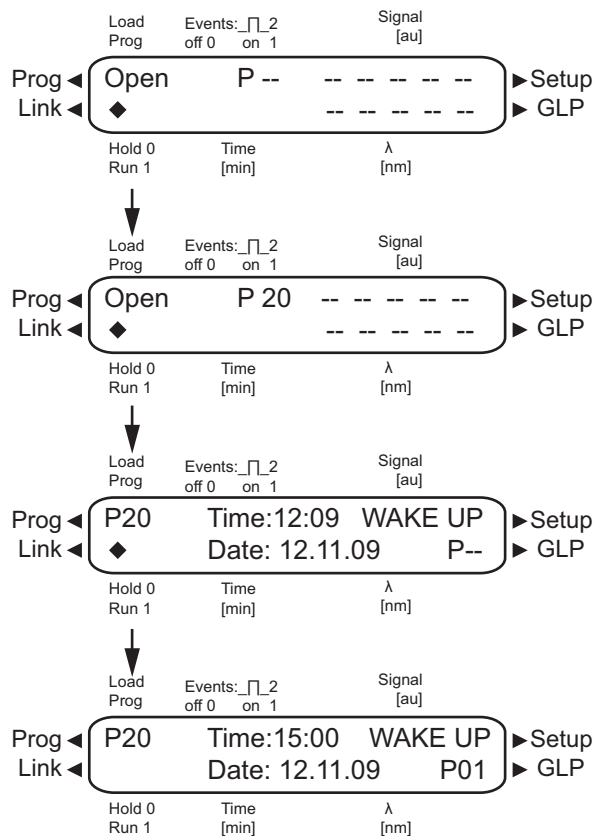 Load Events:_∏_2 Signal
Prog off 0 on 1 [au]
Prog ◄ Open P -- -- -- -- -- -- ► Setup
Link ◄ ◆ -- -- -- -- -- ► GLP
Hold 0 Time λ
Run 1 [min] [nm]
Load Events:_∏_2 Signal
Prog off 0 on 1 [au]
Prog ◄ Open P 20 -- -- -- -- -- ► Setup
Link ◄ ◆ -- -- -- -- -- ► GLP
Hold 0 Time λ
Run 1 [min] [nm]
Load Events:_∏_2 Signal
Prog off 0 on 1 [au]
Prog ◄ P20 Time:12:09 WAKE UP ► Setup
Link ◄ ◆ Date: 12.11.09 P-- ► GLP
Hold 0 Time λ
Run 1 [min] [nm]
Load Events:_∏_2 Signal
Prog off 0 on 1 [au]
Prog ◄ P20 Time:15:00 WAKE UP ► Setup
Link ◄ Date: 12.11.09 P01 ► GLP
Hold 0 Time λ
Run 1 [min] [nm]